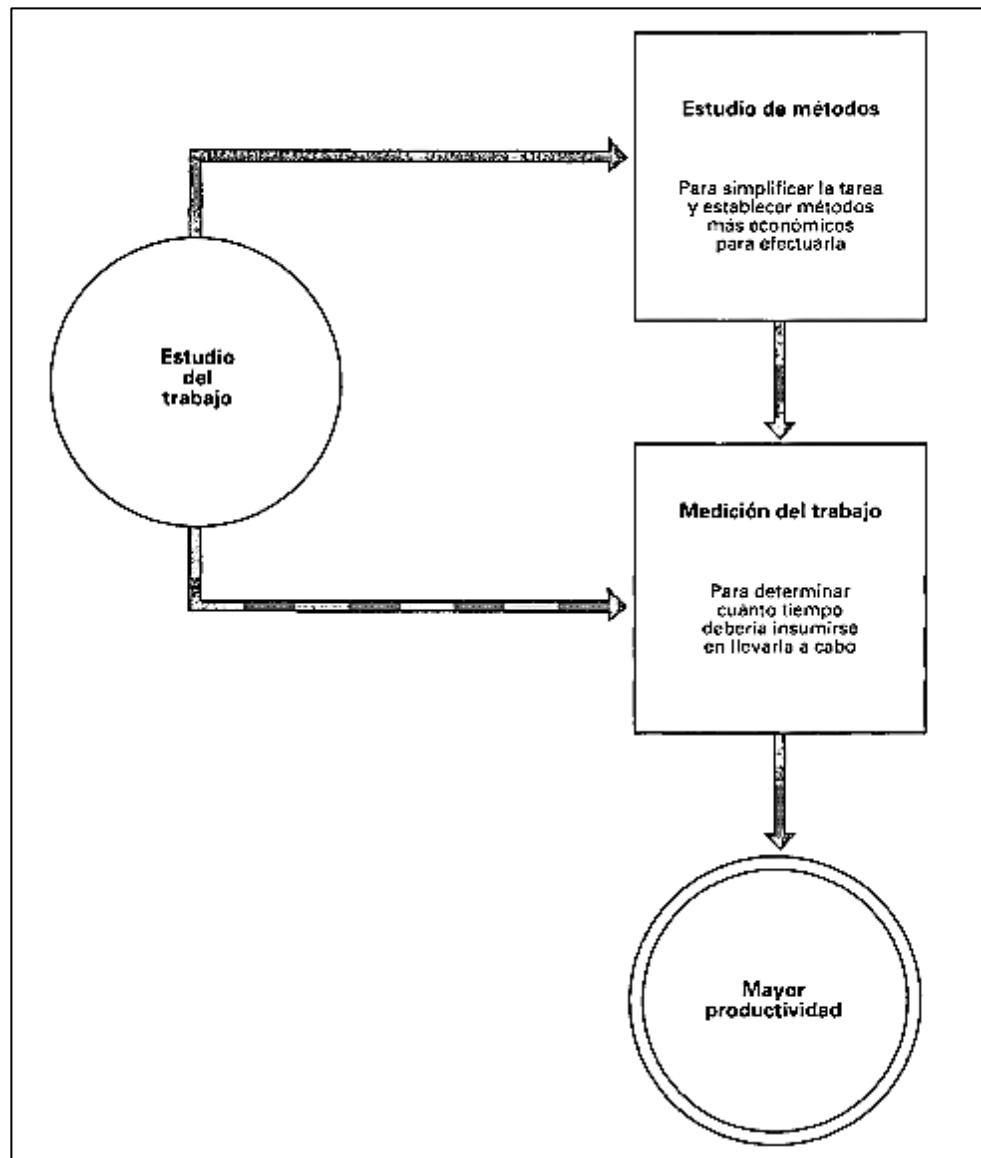 Estudio de métodos
Para simplificar la tarea
y establecer métodos
más económicos
para efectuarla
Estudio
del
trabajo
Medición del trabajo
Para determinar
cuánto tiempo
debería insumirse
en llevarla a cabo
Mayor
productividad